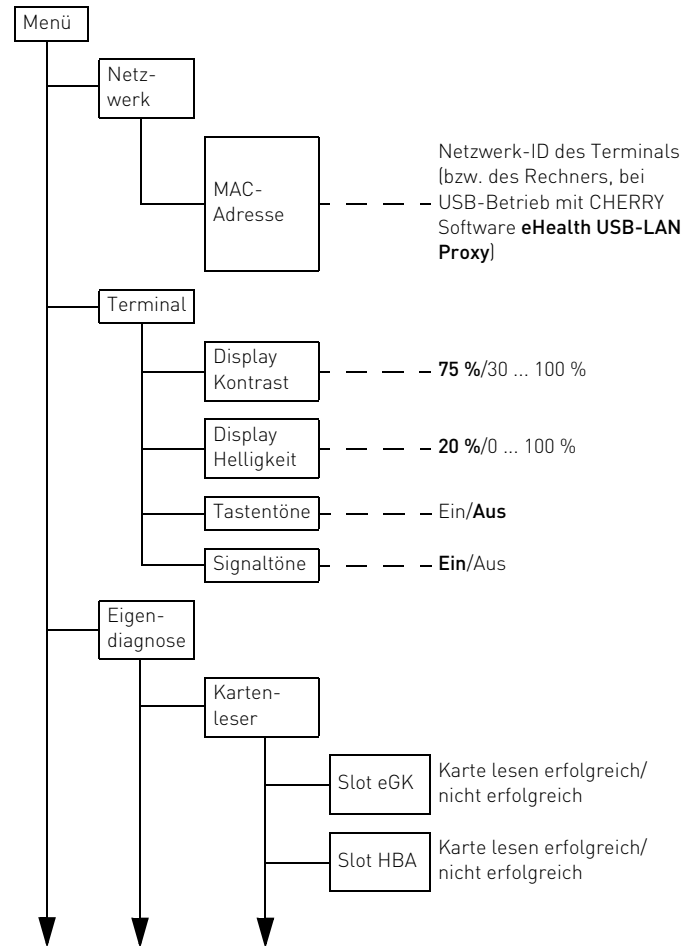 Menü
Netz-
werk
MAC-
Adresse
Netzwerk-ID des Terminals
(bzw. des Rechners, bei
USB-Betrieb mit CHERRY
Software eHealth USB-LAN
Proxy)
Terminal
Display
Kontrast
75 %/30 ... 100 %
Display
Helligkeit
20 %/0 ... 100 %
Tastentöne
Ein/Aus
Signaltöne
Ein/Aus
Eigen-
diagnose
Karten-
leser
Slot eGK
Karte lesen erfolgreich/
nicht erfolgreich
Slot HBA
Karte lesen erfolgreich/
nicht erfolgreich